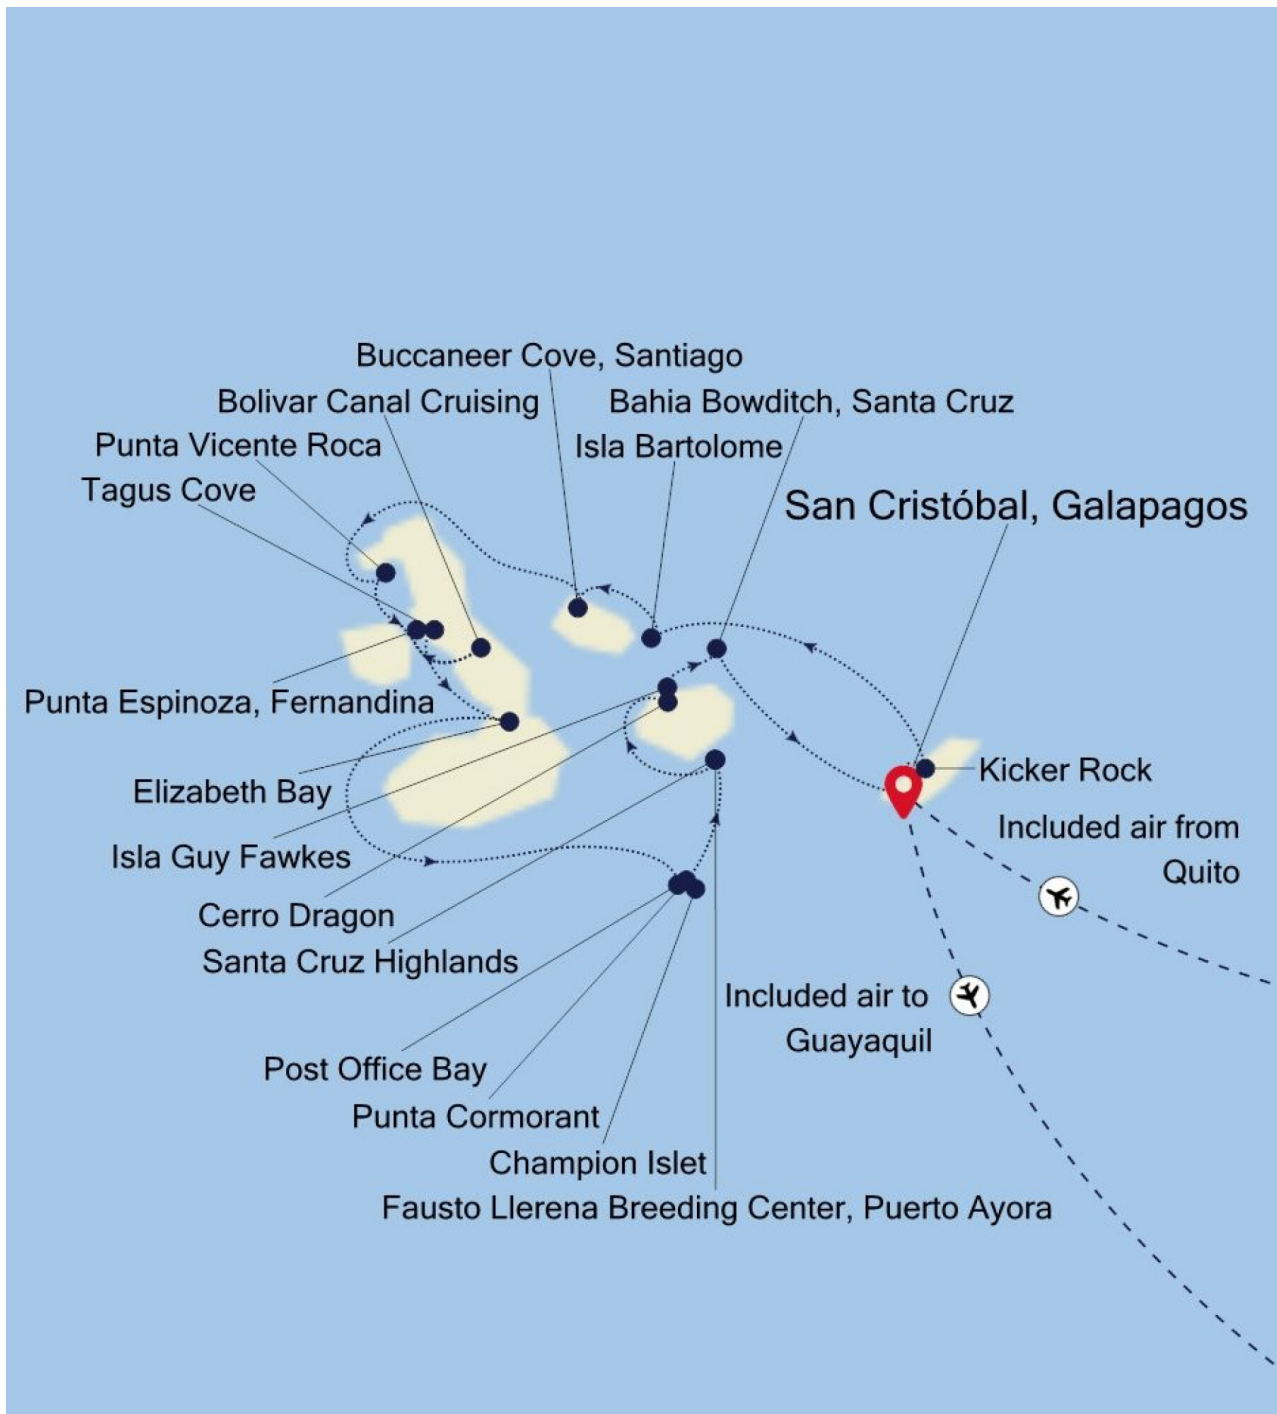 Buccaneer Cove, Santiago
Bolivar Canal Cruising
Bahia Bowditch, Santa Cruz
Punta Vicente Roca
Isla Bartolome
Tagus Cove
San Cristóbal, Galapagos
Punta Espinoza, Fernandina
Kicker Rock
Elizabeth Bay
Included air from
Quito
Isla Guy Fawkes
Cerro Dragon
Santa Cruz Highlands
Included air to
Guayaquil
Post Office Bay
Punta Cormorant
Champion Islet
Fausto Llerena Breeding Center, Puerto Ayora